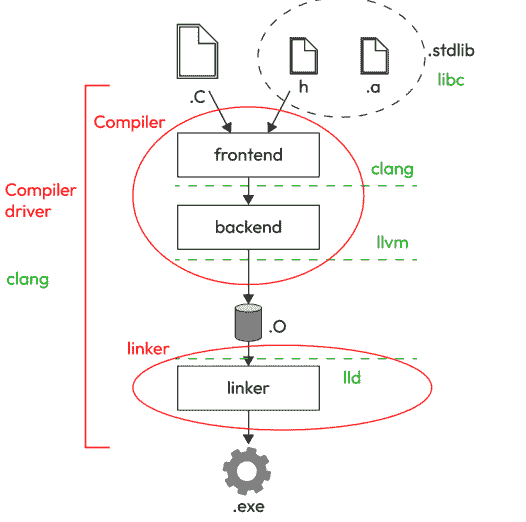 .stdlib
libc
h
.a
.C
Compiler
frontend
clang
Compiler
driver
backend
llvm
clang
.O
linker
lld
linker
.exe